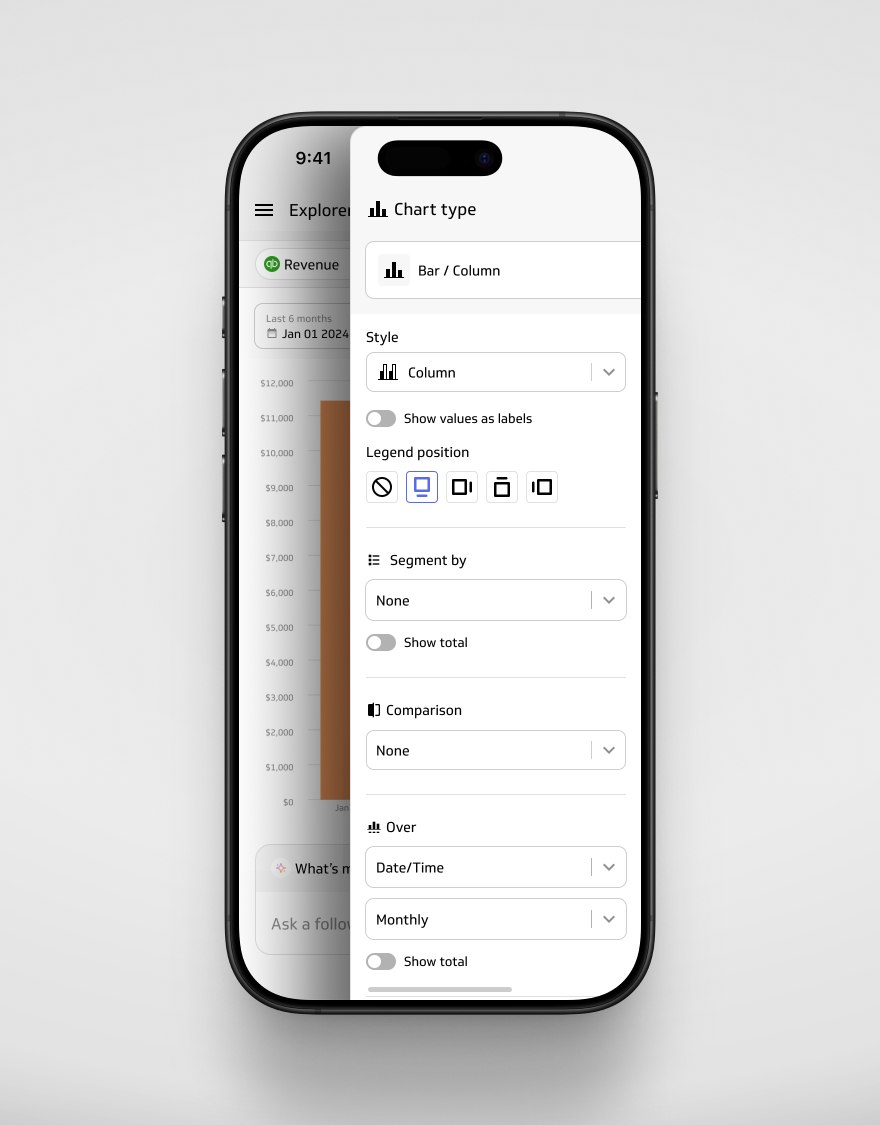 9:41
Explorer
Revenue
Last 6 months
Jan 01 2024
$12,000
$11,000
$10,000
$9,000
$8,000
$7,000
$6,000
$5,000
$4,000
$3,000
$2,000
$1,000
$0
Jan
What's m
Ask a follow
Chart type
Bar / Column
Style
Column
Show values as labels
Legend position
Segment by
None
Show total
Comparison
None
Over
Date/Time
Monthly
Show total